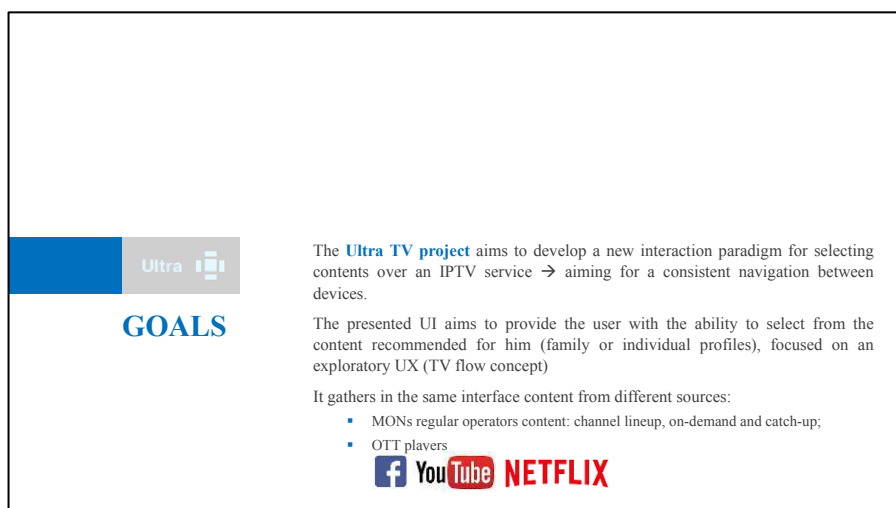 Ultra
GOALS
The Ultra TV project aims to develop a new interaction paradigm for selecting
contents over an IPTV service → aiming for a consistent navigation between
devices.
The presented UI aims to provide the user with the ability to select from the
content recommended for him (family or individual profiles), focused on an
exploratory UX (TV flow concept)
It gathers in the same interface content from different sources:
▪ MONs regular operators content: channel lineup, on-demand and catch-up;
▪ OTT players
f YouTube NETFLIX